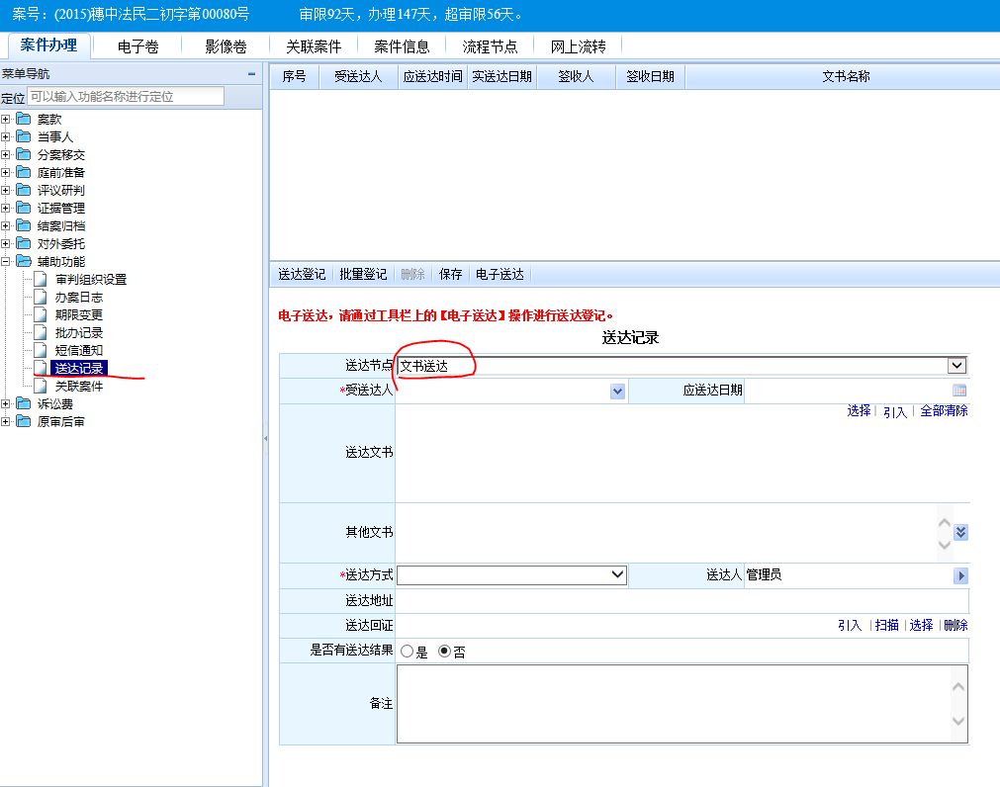 案号：(2015)穗中法民二初字第00080号 审限92天，办理147天，超审限56天。
案件办理 电子卷 影像卷 关联案件 案件信息 流程节点 网上流转
菜单导航
定位 可以输入功能名称进行定位
案款
当事人
分案移交
庭前准备
评议研判
证据管理
结案归档
对外委托
辅助功能
审判组织设置
办案日志
期限变更
批办记录
短信通知
送达记录
关联案件
诉讼费
原审后审
序号 受送达人 应送达时间 实送达日期 签收人 签收日期 文书名称
送达登记 批量登记 删除 保存 电子送达
电子送达，请通过工具栏上的【电子送达】操作进行送达登记。
送达记录
送达节点 文书送达
*受送达人 应送达日期
选择 | 引入 | 全部清除
送达文书
其他文书
*送达方式 送达人 管理员
送达地址
送达回证 引入 | 扫描 | 选择 | 删除
是否有送达结果 是 否
备注